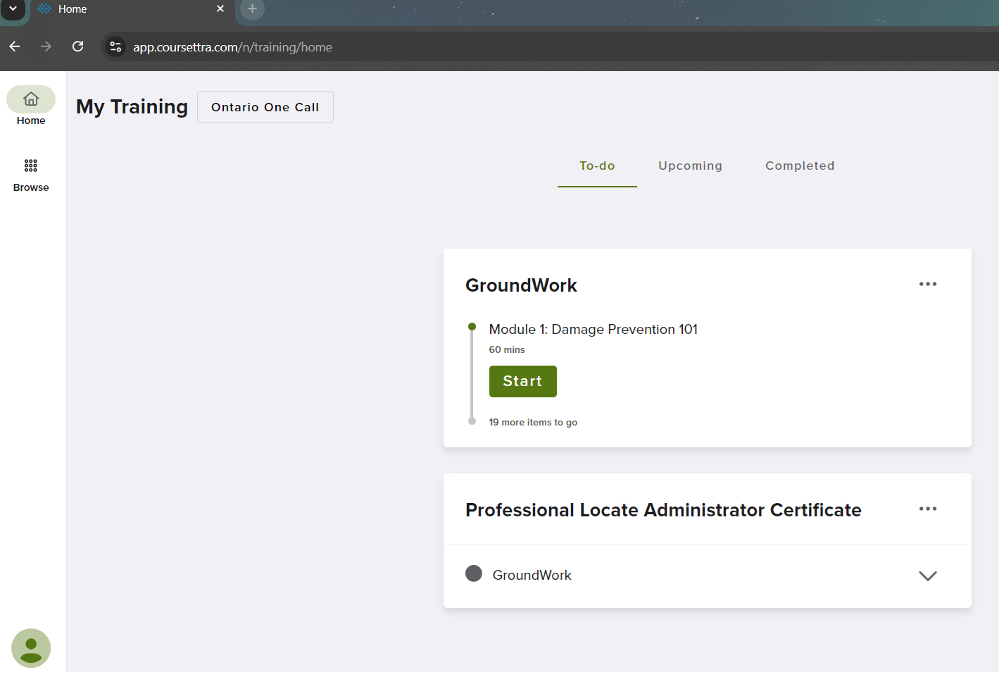 Home
app.coursettra.com/n/training/home
Home
Browse
My Training
Ontario One Call
To-do
Upcoming
Completed
GroundWork
Module 1: Damage Prevention 101
60 mins
Start
19 more items to go
Professional Locate Administrator Certificate
GroundWork